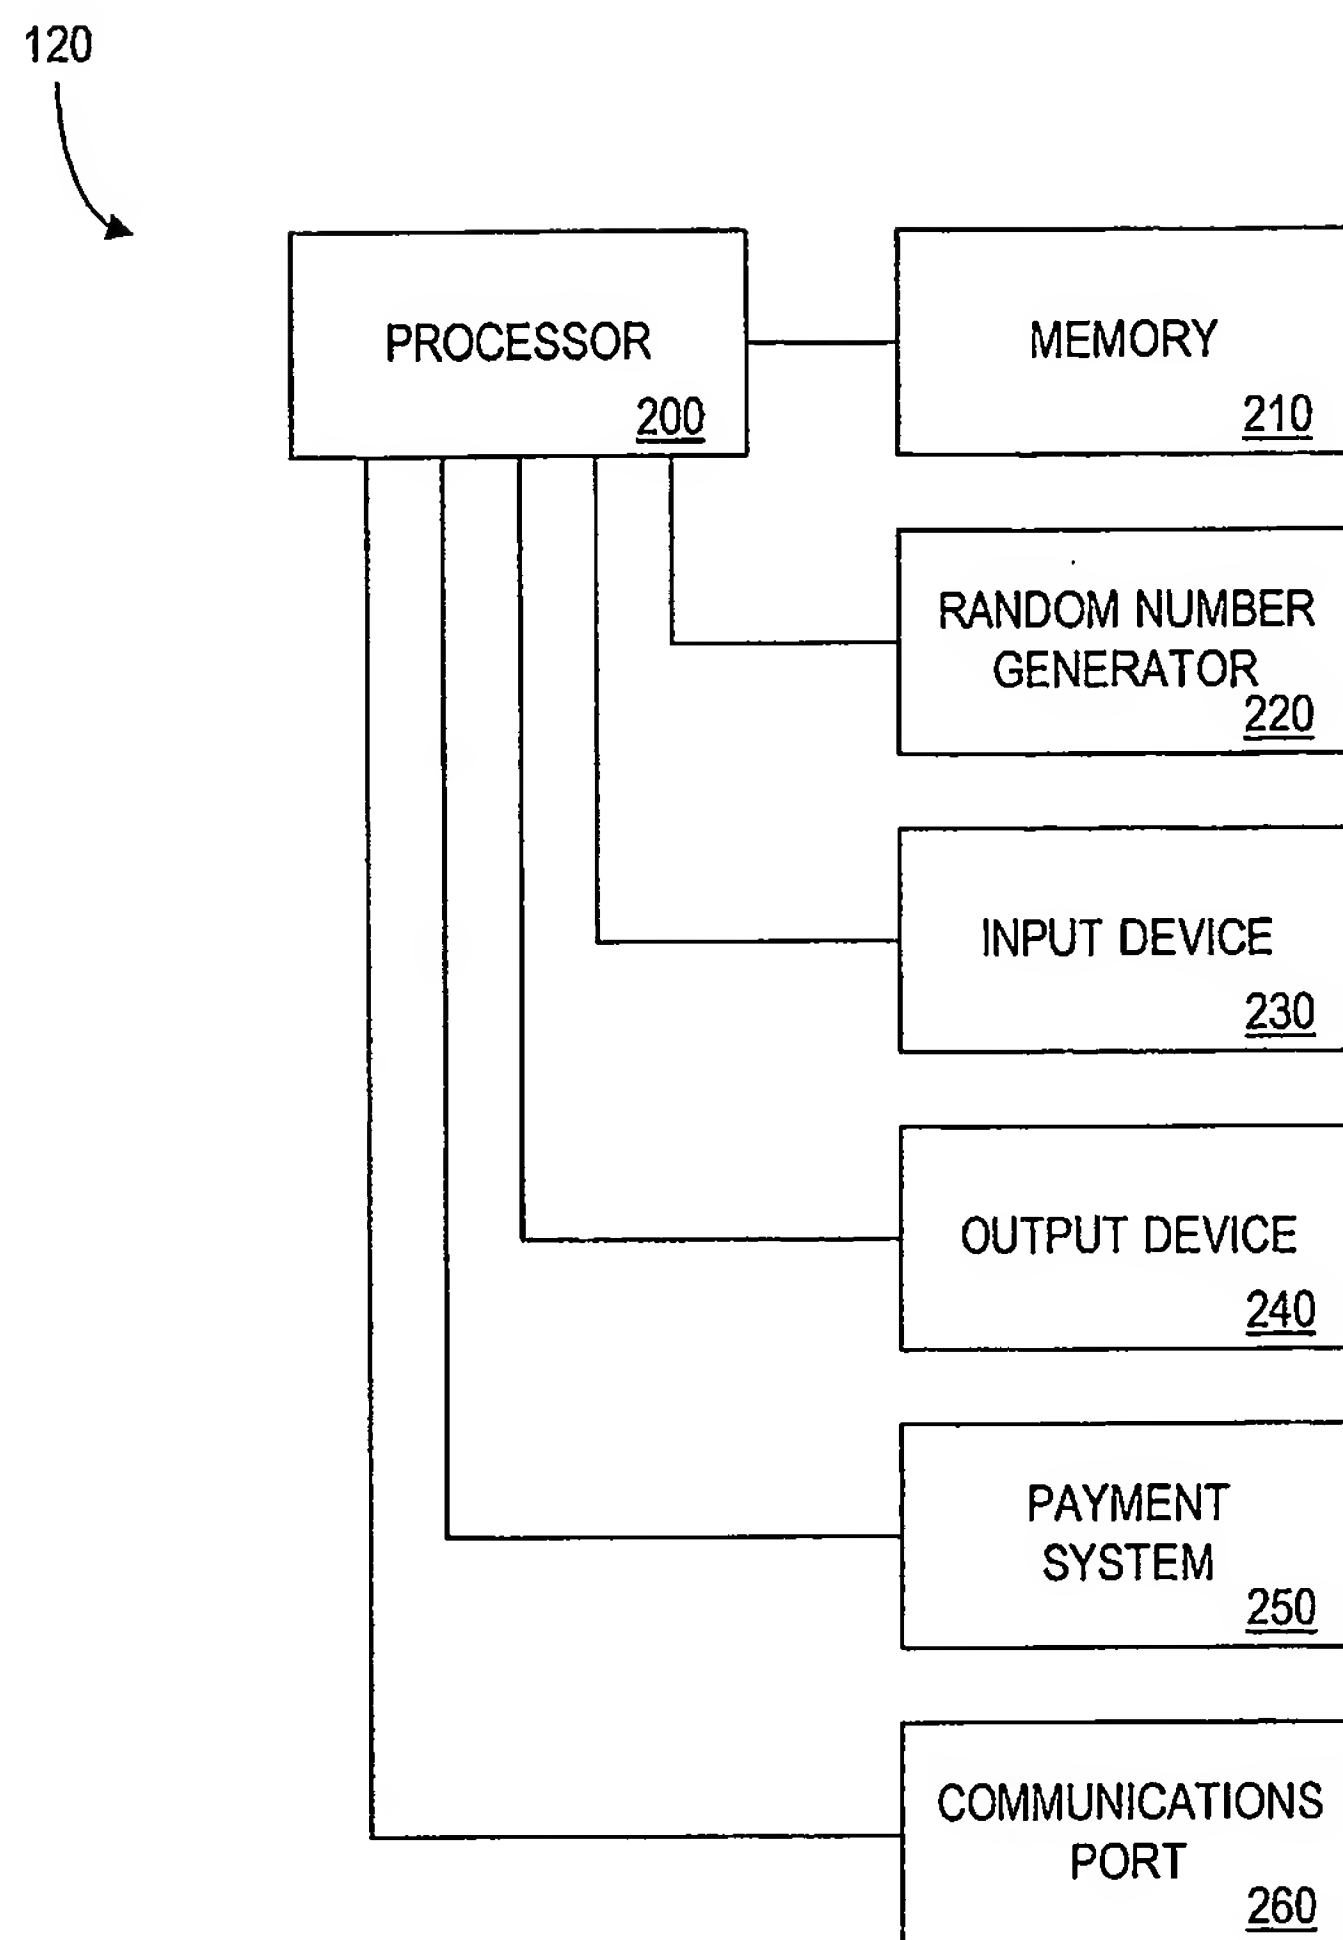 120
PROCESSOR
200
MEMORY
210
RANDOM NUMBER
GENERATOR
220
INPUT DEVICE
230
OUTPUT DEVICE
240
PAYMENT
SYSTEM
250
COMMUNICATIONS
PORT
260